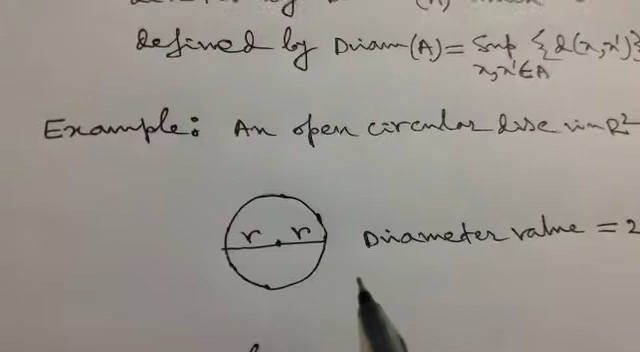 defined by Diam(A) = Sup {d(x,x')}
x,x'∈A
Example: An open circular disc in R²
r r Diameter value = 2